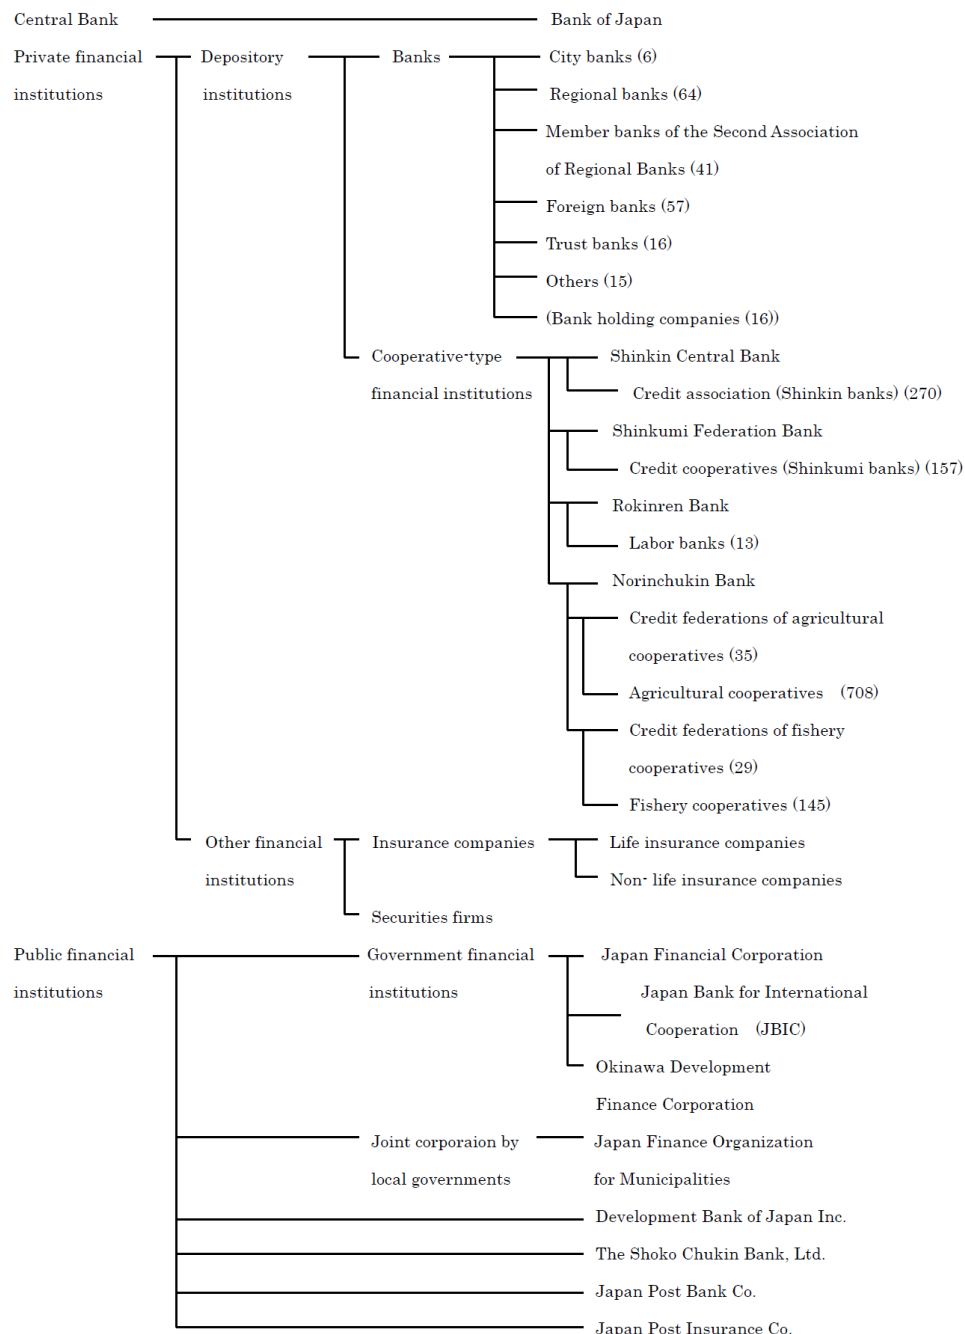 Central Bank
Bank of Japan
Private financial
institutions
Depository
institutions
Banks
City banks (6)
Regional banks (64)
Member banks of the Second Association
of Regional Banks (41)
Foreign banks (57)
Trust banks (16)
Others (15)
(Bank holding companies (16))
Cooperative-type
financial institutions
Shinkin Central Bank
Credit association (Shinkin banks) (270)
Shinkumi Federation Bank
Credit cooperatives (Shinkumi banks) (157)
Rokinren Bank
Labor banks (13)
Norinchukin Bank
Credit federations of agricultural
cooperatives (35)
Agricultural cooperatives (708)
Credit federations of fishery
cooperatives (29)
Fishery cooperatives (145)
Other financial
institutions
Insurance companies
Life insurance companies
Non- life insurance companies
Securities firms
Public financial
institutions
Government financial
institutions
Japan Financial Corporation
Japan Bank for International
Cooperation (JBIC)
Okinawa Development
Finance Corporation
Joint corporaion by
local governments
Japan Finance Organization
for Municipalities
Development Bank of Japan Inc.
The Shoko Chukin Bank, Ltd.
Japan Post Bank Co.
Japan Post Insurance Co.